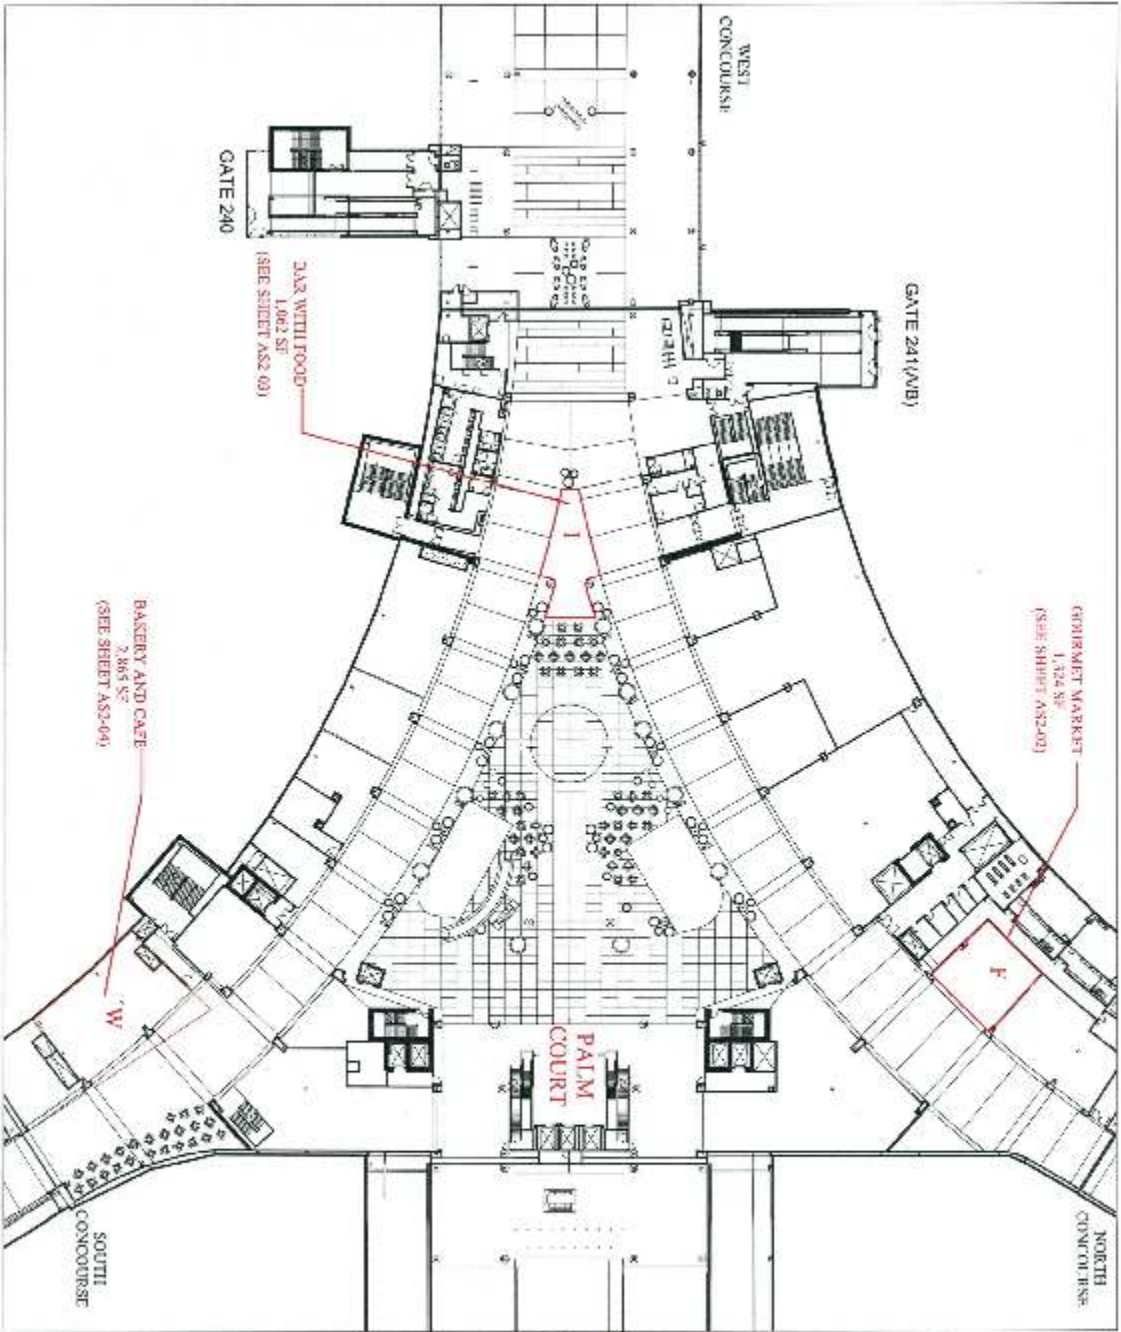 WEST
CONCOURSE
GATE 240
GATE 241(A/B)
BAR WITH FOOD
1,062 SF
(SEE SHEET AS2-03)
I
GOURMET MARKET
1,324 SF
(SEE SHEET AS2-02)
F
BAKERY AND CAFE
2,865 SF
(SEE SHEET AS2-04)
W
PALM
COURT
SOUTH
CONCOURSE
NORTH
CONCOURSE